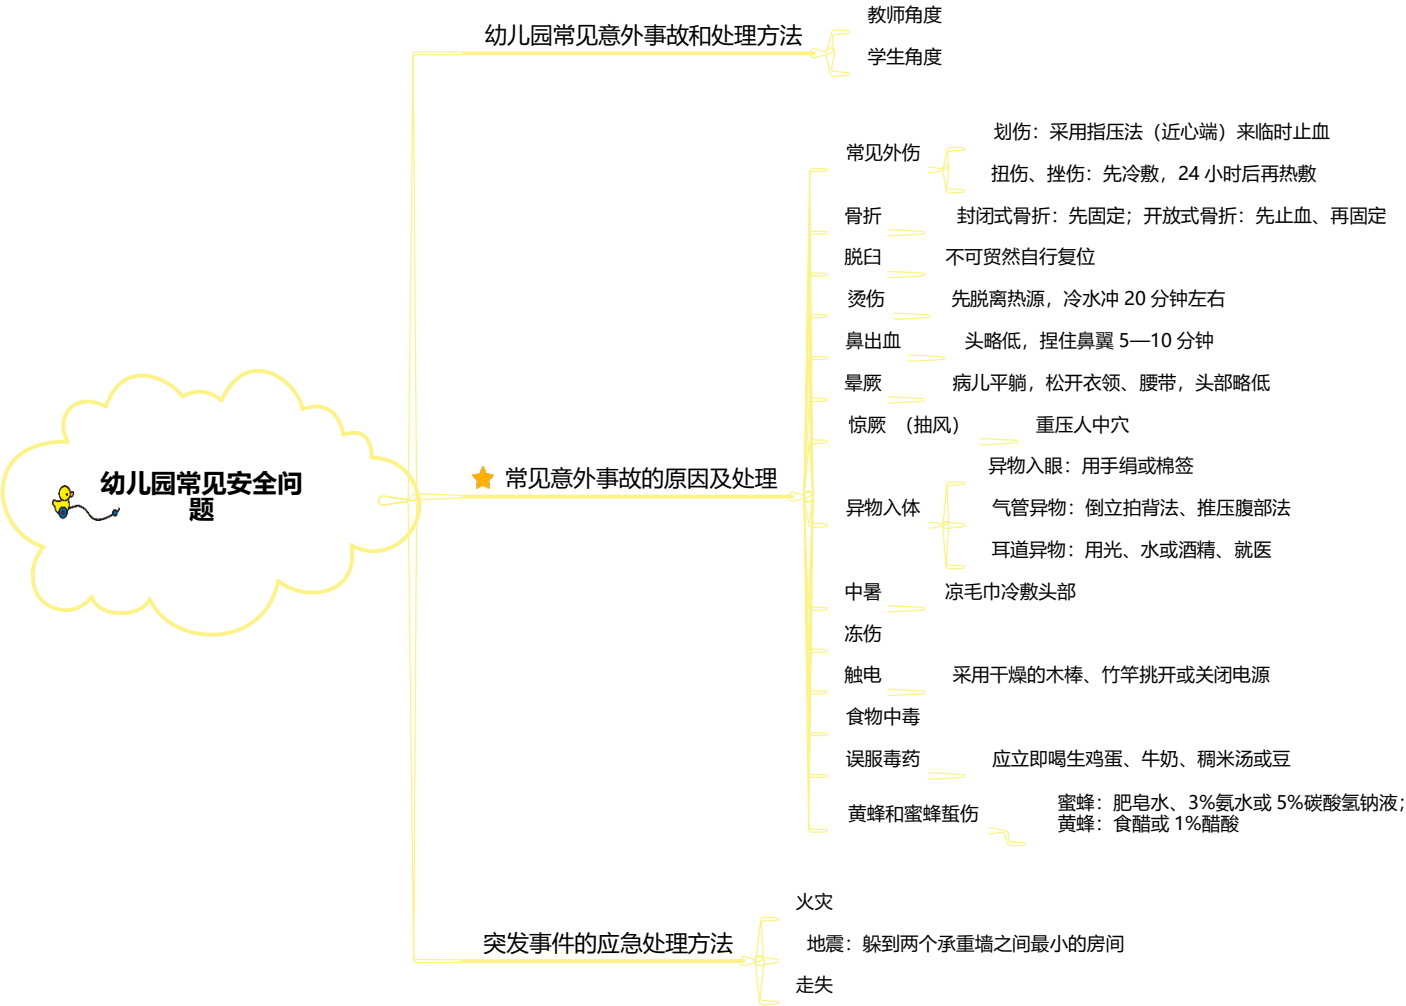 幼儿园常见安全问
题
幼儿园常见意外事故和处理方法
教师角度
学生角度
常见意外事故的原因及处理
常见外伤
划伤：采用指压法（近心端）来临时止血
扭伤、挫伤：先冷敷，24 小时后再热敷
骨折
封闭式骨折：先固定；开放式骨折：先止血、再固定
脱臼
不可贸然自行复位
烫伤
先脱离热源，冷水冲 20 分钟左右
鼻出血
头略低，捏住鼻翼 5—10 分钟
晕厥
病儿平躺，松开衣领、腰带，头部略低
惊厥 （抽风）
重压人中穴
异物入体
异物入眼：用手绢或棉签
气管异物：倒立拍背法、推压腹部法
耳道异物：用光、水或酒精、就医
中暑
凉毛巾冷敷头部
冻伤
触电
采用干燥的木棒、竹竿挑开或关闭电源
食物中毒
误服毒药
应立即喝生鸡蛋、牛奶、稠米汤或豆
黄蜂和蜜蜂蜇伤
蜜蜂：肥皂水、3%氨水或 5%碳酸氢钠液；
黄蜂：食醋或 1%醋酸
突发事件的应急处理方法
火灾
地震：躲到两个承重墙之间最小的房间
走失